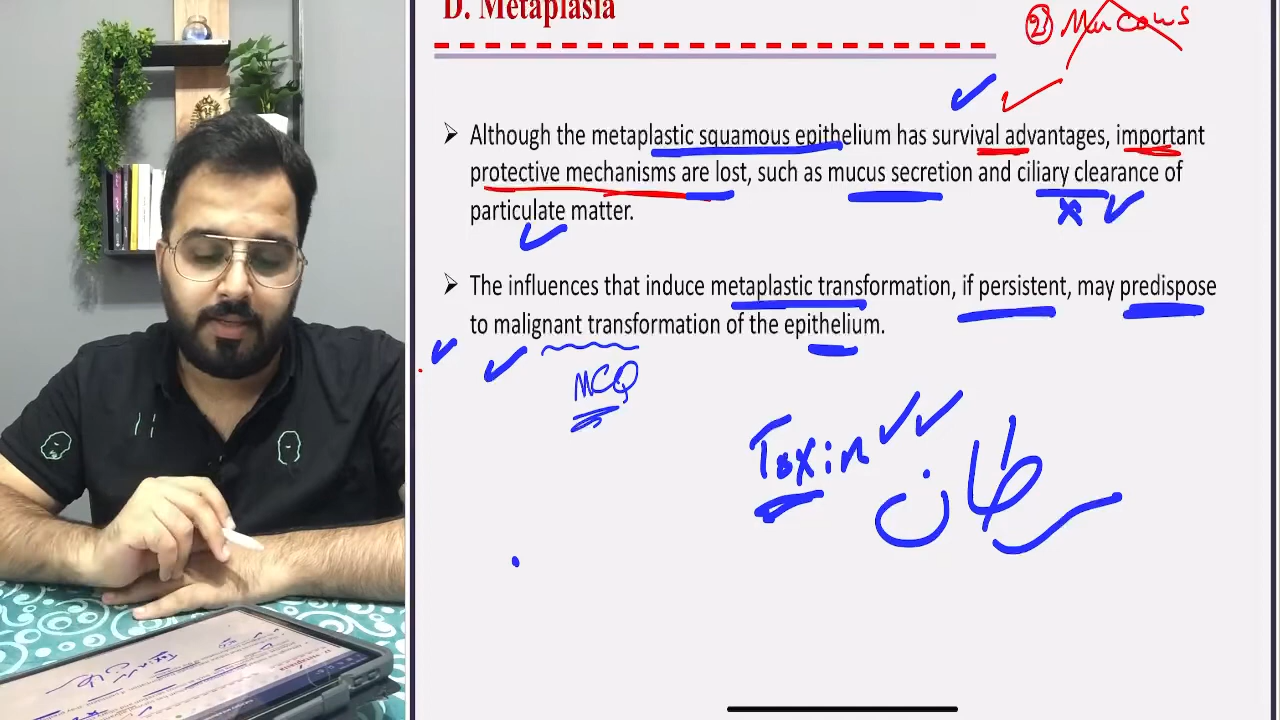 D. Metaplasia
② Mucous
➤ Although the metaplastic squamous epithelium has survival advantages, important
protective mechanisms are lost, such as mucus secretion and ciliary clearance of
particulate matter.
➤ The influences that induce metaplastic transformation, if persistent, may predispose
to malignant transformation of the epithelium.
MCQ
Toxin
سرطان